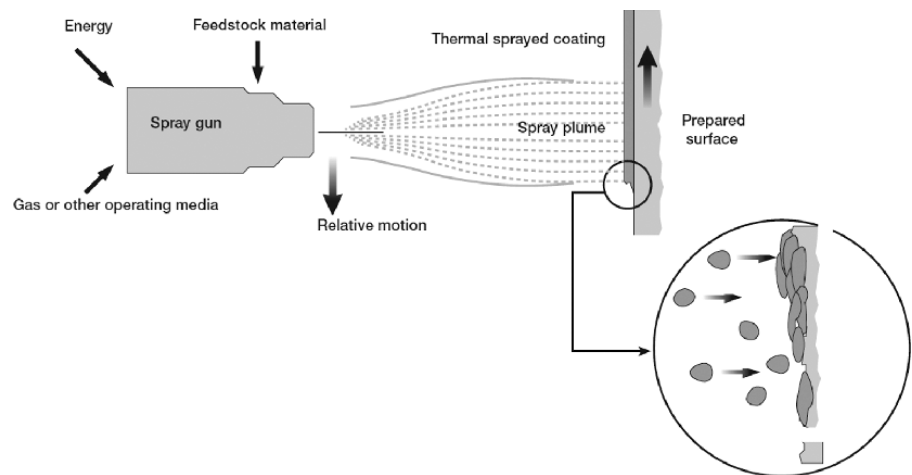 Energy
Feedstock material
Thermal sprayed coating
Spray gun
Spray plume
Prepared
surface
Gas or other operating media
Relative motion